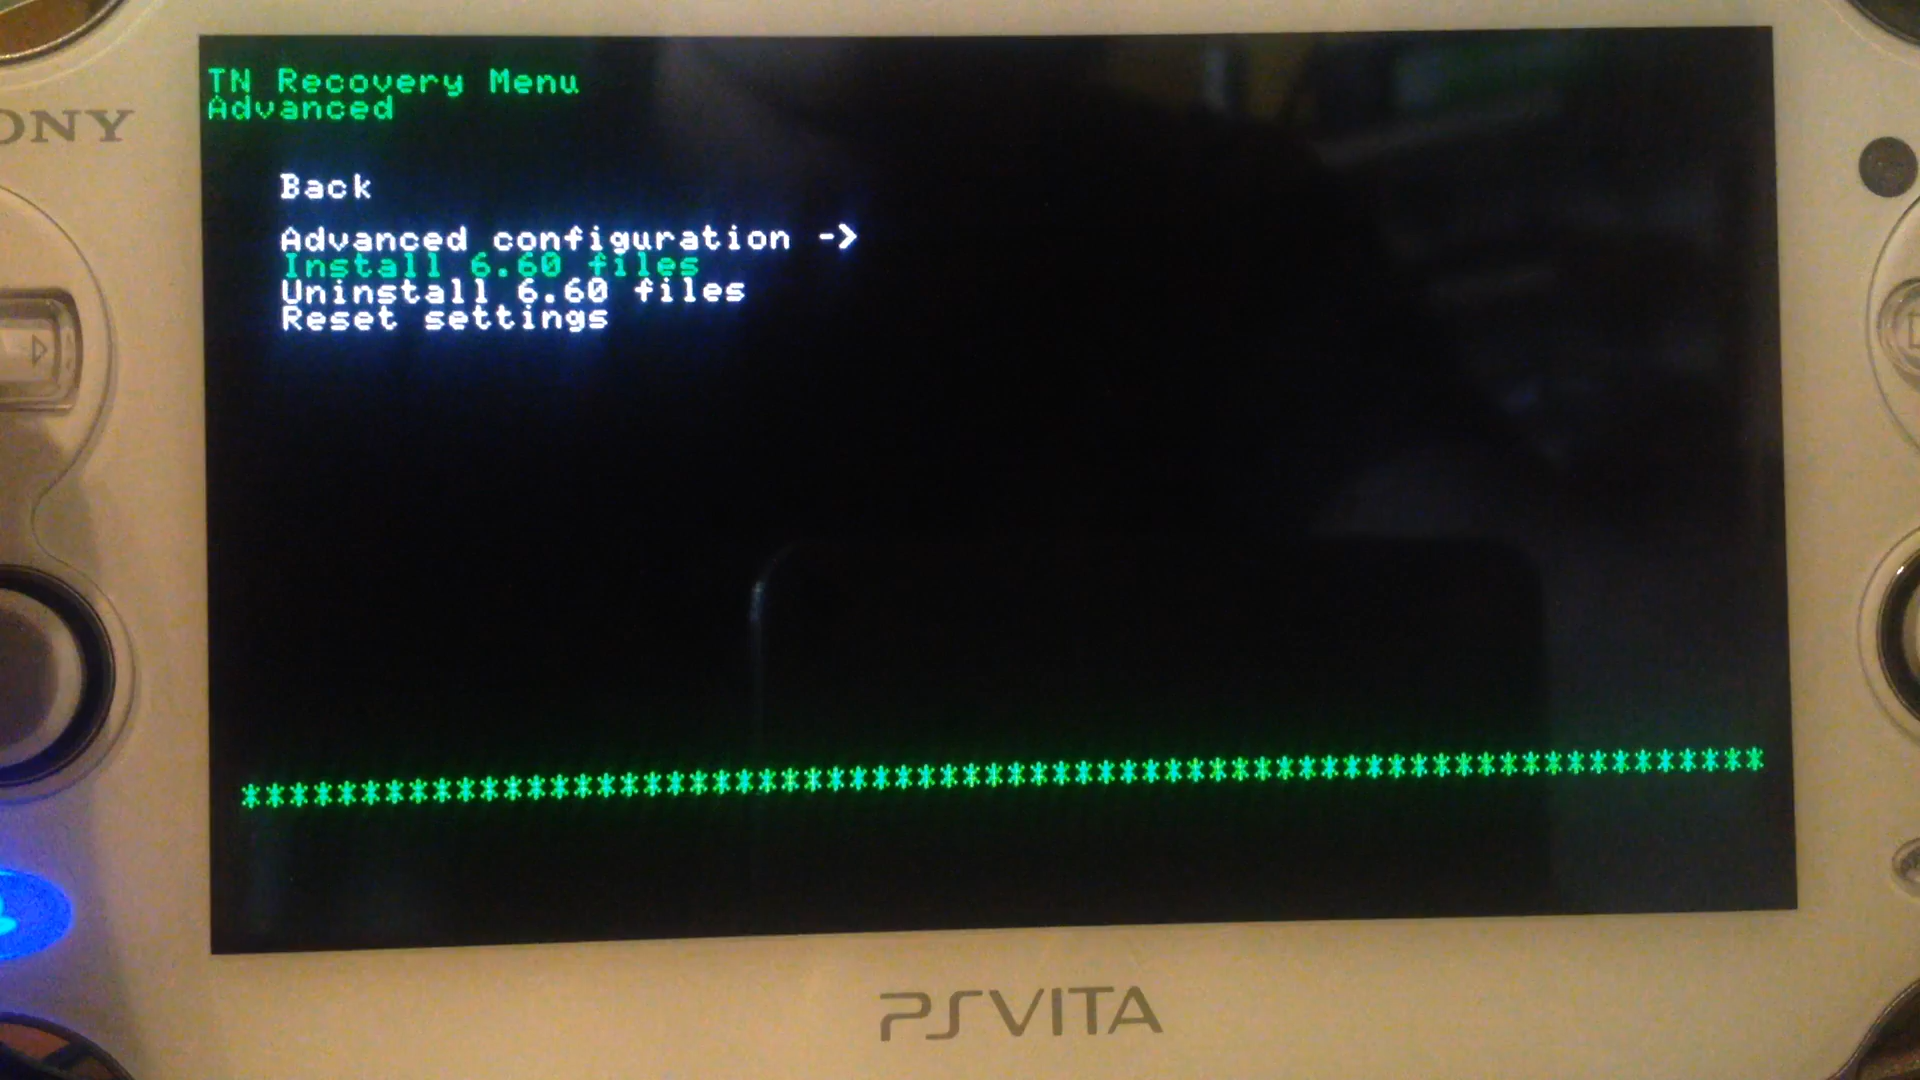 TN Recovery Menu
Advanced
ONY
Back
Advanced configuration ->
Install 6.60 files
Uninstall 6.60 files
Reset settings
*****************************************************************
PSVITA